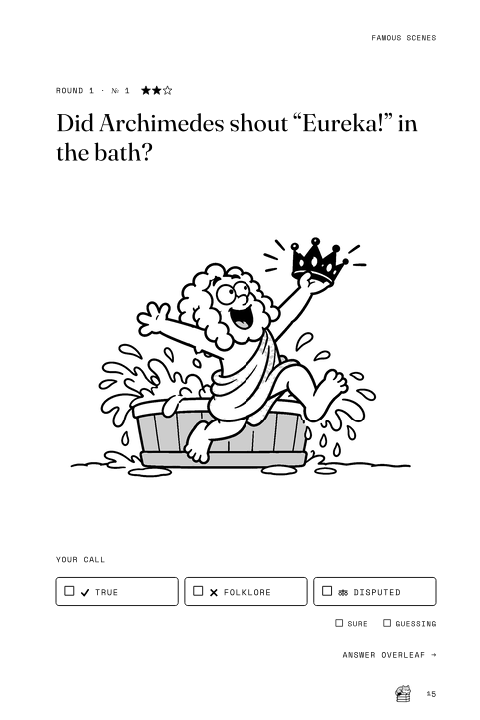 FAMOUS SCENES
ROUND 1 · № 1 ★★☆
Did Archimedes shout “Eureka!” in
the bath?
YOUR CALL
☐ ✔ TRUE ☐ ✘ FOLKLORE ☐ DISPUTED
☐ SURE ☐ GUESSING
ANSWER OVERLEAF →
15